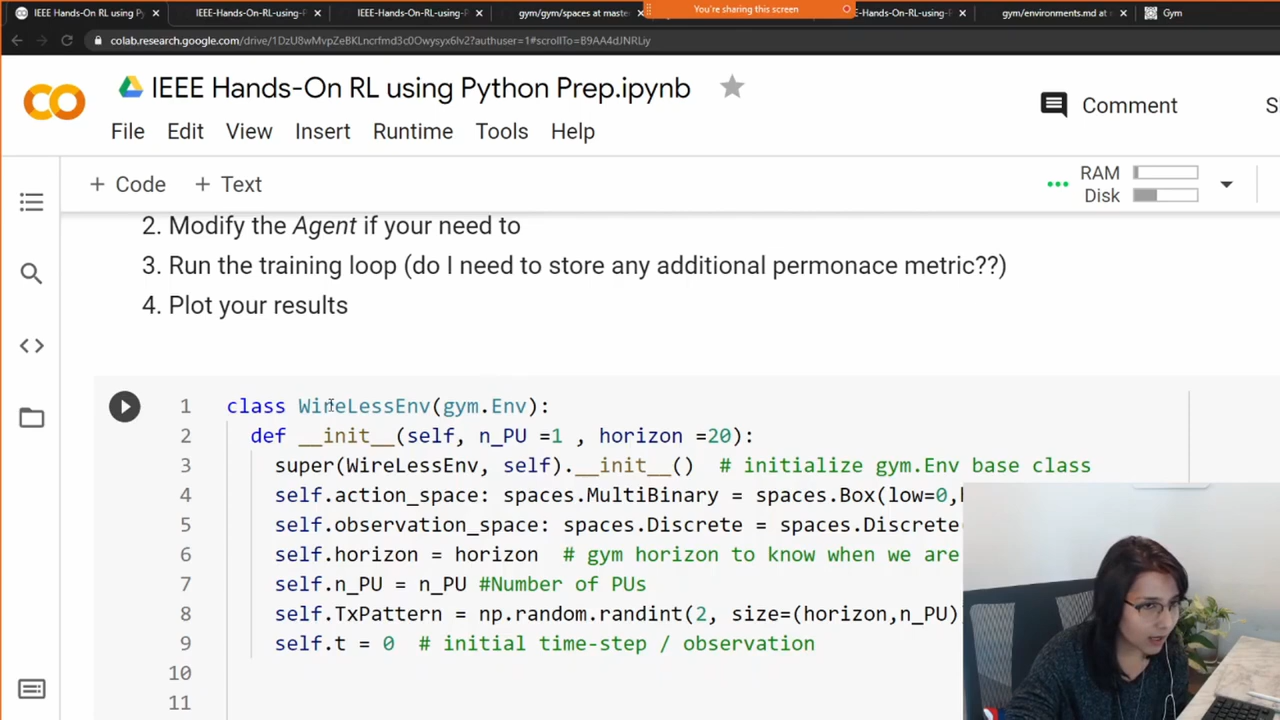 IEEE Hands-On RL using Py
IEEE-Hands-On-RL-using-P
IEEE-Hands-On-RL-using-P
gym/gym/spaces at maste
You're sharing this screen
E-Hands-On-RL-using-
gym/environments.md at m
Gym
colab.research.google.com/drive/1DzU8wMvpZeBKLncrfmd3c0Owysyx6lv2?authuser=1#scrollTo=B9AA4dJNRLiy
CO
IEEE Hands-On RL using Python Prep.ipynb
Comment
S
File Edit View Insert Runtime Tools Help
+ Code + Text
RAM
Disk
2. Modify the Agent if your need to
3. Run the training loop (do I need to store any additional permonace metric??)
4. Plot your results
1 class WireLessEnv(gym.Env):
2 def __init__(self, n_PU =1 , horizon =20):
3 super(WireLessEnv, self).__init__() # initialize gym.Env base class
4 self.action_space: spaces.MultiBinary = spaces.Box(low=0,
5 self.observation_space: spaces.Discrete = spaces.Discrete
6 self.horizon = horizon # gym horizon to know when we are
7 self.n_PU = n_PU #Number of PUs
8 self.TxPattern = np.random.randint(2, size=(horizon,n_PU)
9 self.t = 0 # initial time-step / observation
10
11